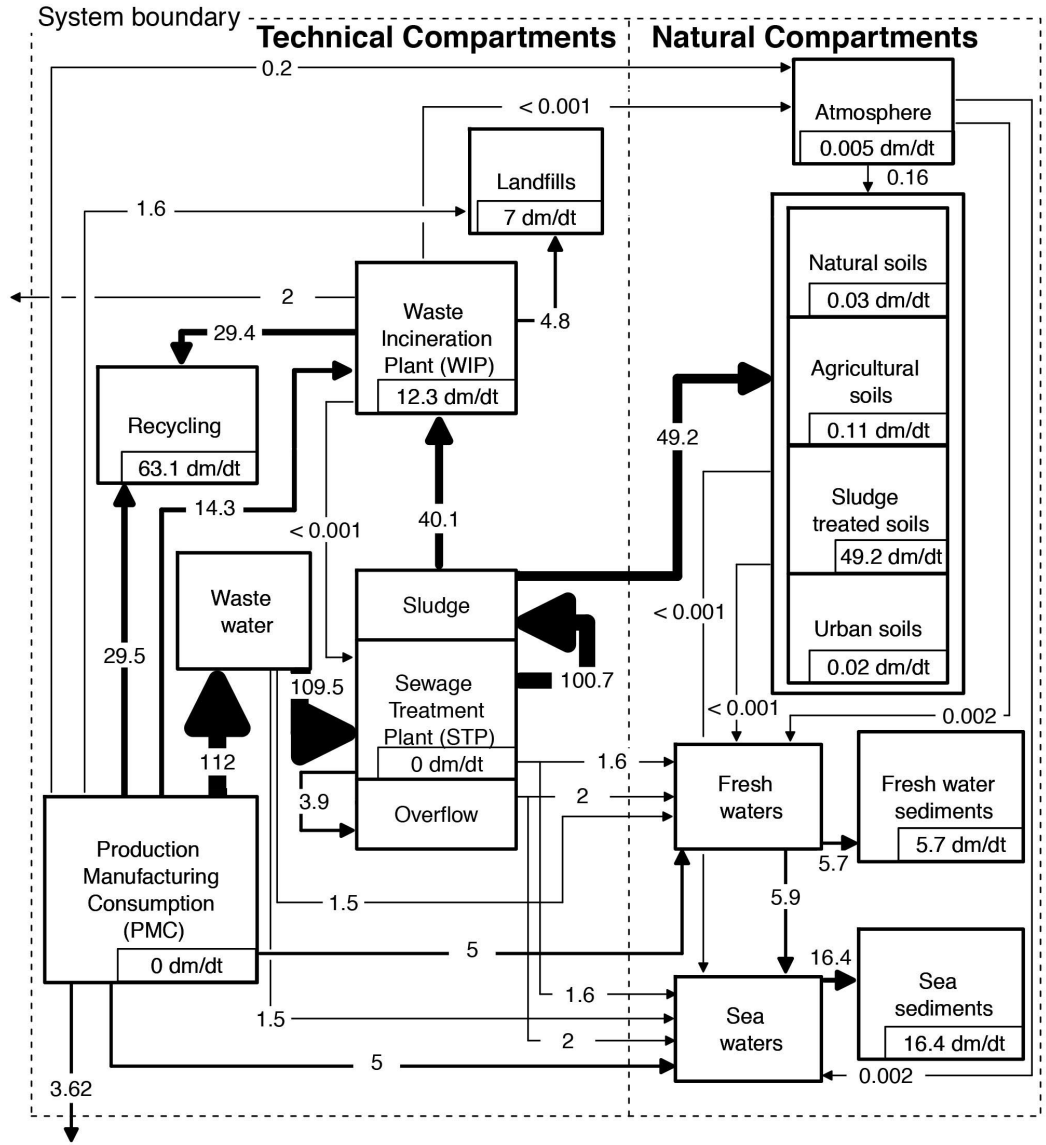 System boundary
Technical Compartments
Natural Compartments
0.2
Atmosphere
0.005 dm/dt
< 0.001
0.16
Landfills
7 dm/dt
1.6
Natural soils
0.03 dm/dt
2
Waste
Incineration
Plant (WIP)
12.3 dm/dt
4.8
29.4
Agricultural
soils
0.11 dm/dt
Recycling
63.1 dm/dt
49.2
14.3
40.1
< 0.001
Sludge
treated soils
49.2 dm/dt
Waste
water
Sludge
< 0.001
Urban soils
0.02 dm/dt
29.5
109.5
Sewage
Treatment
Plant (STP)
0 dm/dt
100.7
< 0.001
0.002
112
3.9
Overflow
1.6
2
Fresh
waters
Fresh water
sediments
5.7 dm/dt
5.7
Production
Manufacturing
Consumption
(PMC)
0 dm/dt
1.5
5.9
5
16.4
Sea
sediments
16.4 dm/dt
1.6
1.5
Sea
waters
2
5
0.002
3.62